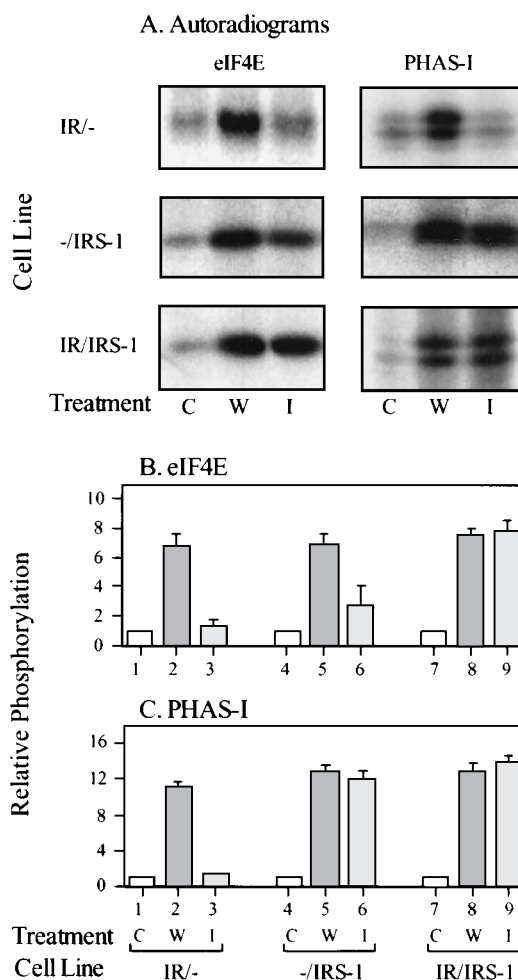 A. Autoradiograms
eIF4E PHAS-I
IR/-
-/IRS-1
IR/IRS-1
Cell Line
Treatment C W I C W I
B. eIF4E
10
8
6
4
2
0
1 2 3 4 5 6 7 8 9
Relative Phosphorylation
C. PHAS-I
16
12
8
4
0
1 2 3 4 5 6 7 8 9
Treatment C W I C W I C W I
Cell Line IR/- -/IRS-1 IR/IRS-1